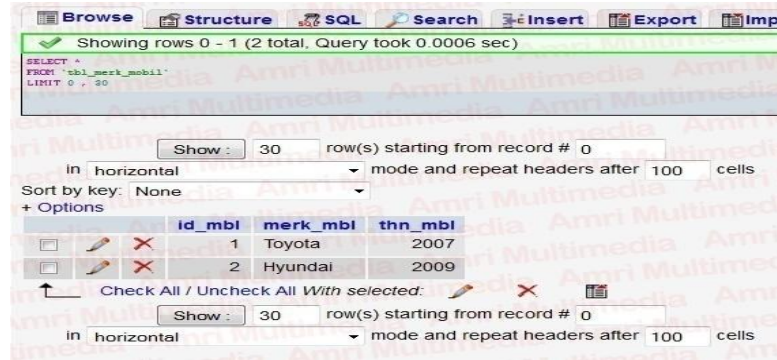 Browse Structure SQL Search Insert Export Imp
Showing rows 0 - 1 (2 total, Query took 0.0006 sec)
SELECT *
FROM `tbl_merk_mobil`
LIMIT 0 , 30
Show : 30 row(s) starting from record # 0
in horizontal mode and repeat headers after 100 cells
Sort by key: None
+ Options
id_mbl merk_mbl thn_mbl
1 Toyota 2007
2 Hyundai 2009
Check All / Uncheck All With selected:
Show : 30 row(s) starting from record # 0
in horizontal mode and repeat headers after 100 cells
Amri Multimedia